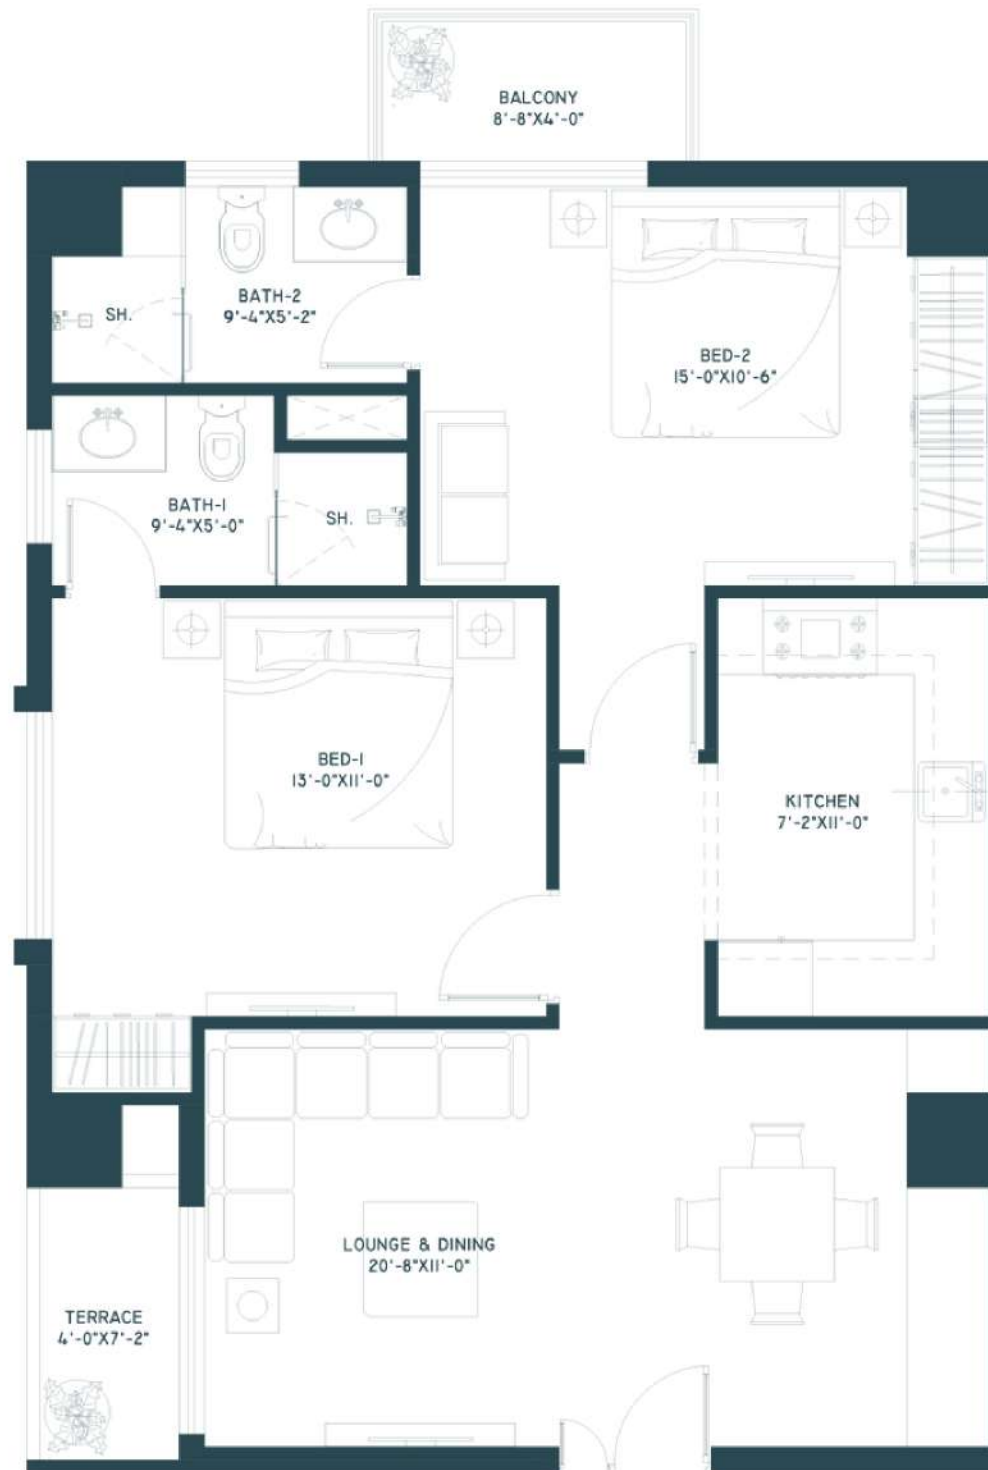 BALCONY
8'-8"X4'-0"
BATH-2
9'-4"X5'-2"
SH.
BED-2
15'-0"X10'-6"
BATH-1
9'-4"X5'-0"
SH.
BED-1
13'-0"X11'-0"
KITCHEN
7'-2"X11'-0"
LOUNGE & DINING
20'-8"X11'-0"
TERRACE
4'-0"X7'-2"